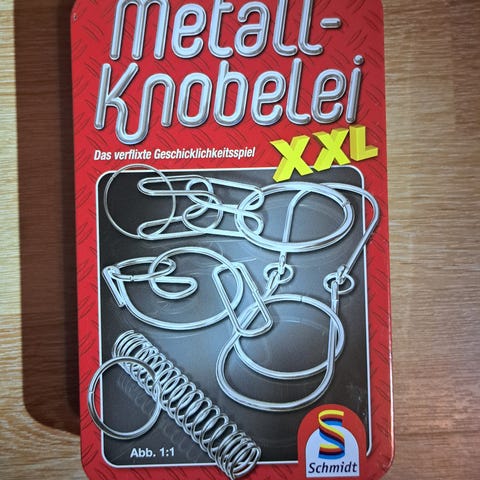 Metall-
Knobelei
XXL
Das verflixte Geschicklichkeitsspiel
Abb. 1:1
S
Schmidt